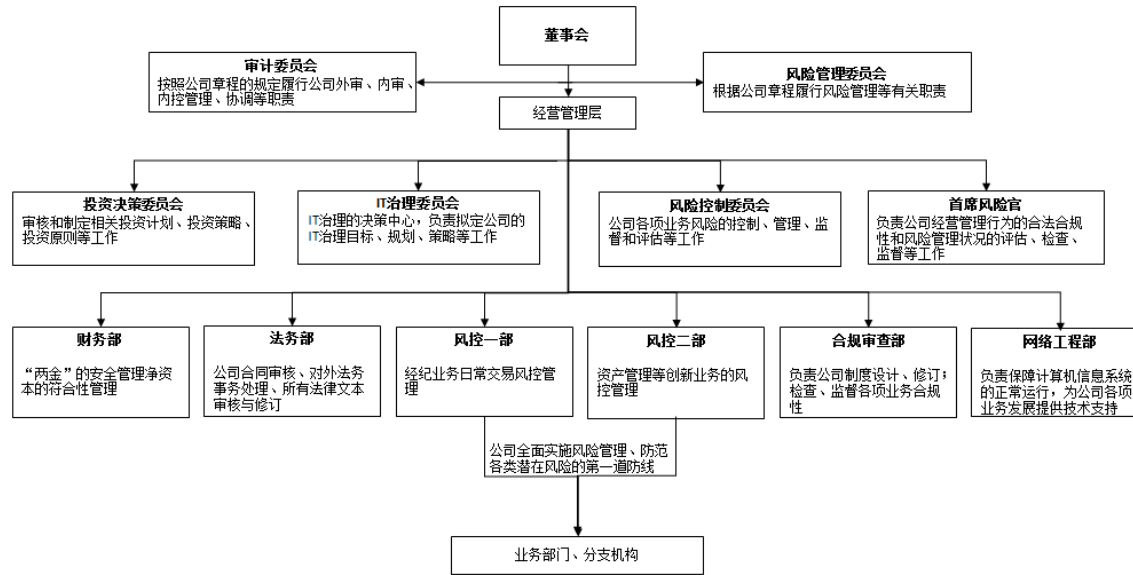 董事会
审计委员会
按照公司章程的规定履行公司外审、内审、
内控管理、协调等职责
风险管理委员会
根据公司章程履行风险管理等有关职责
经营管理层
投资决策委员会
审核和制定相关投资计划、投资策略、
投资原则等工作
IT治理委员会
IT治理的决策中心，负责拟定公司的
IT治理目标、规划、策略等工作
风险控制委员会
公司各项业务风险的控制、管理、监
督和评估等工作
首席风险官
负责公司经营管理行为的合法合规
性和风险管理状况的评估、检查、
监督等工作
财务部
“两金”的安全管理净资
本的符合性管理
法务部
公司合同审核、对外法务
事务处理、所有法律文本
审核与修订
风控一部
经纪业务日常交易风控管
理
风控二部
资产管理等创新业务的风
控管理
合规审查部
负责公司制度设计、修订；
检查、监督各项业务合规
性
网络工程部
负责保障计算机信息系统
的正常运行，为公司各项
业务发展提供技术支持
公司全面实施风险管理、防范
各类潜在风险的第一道防线
业务部门、分支机构